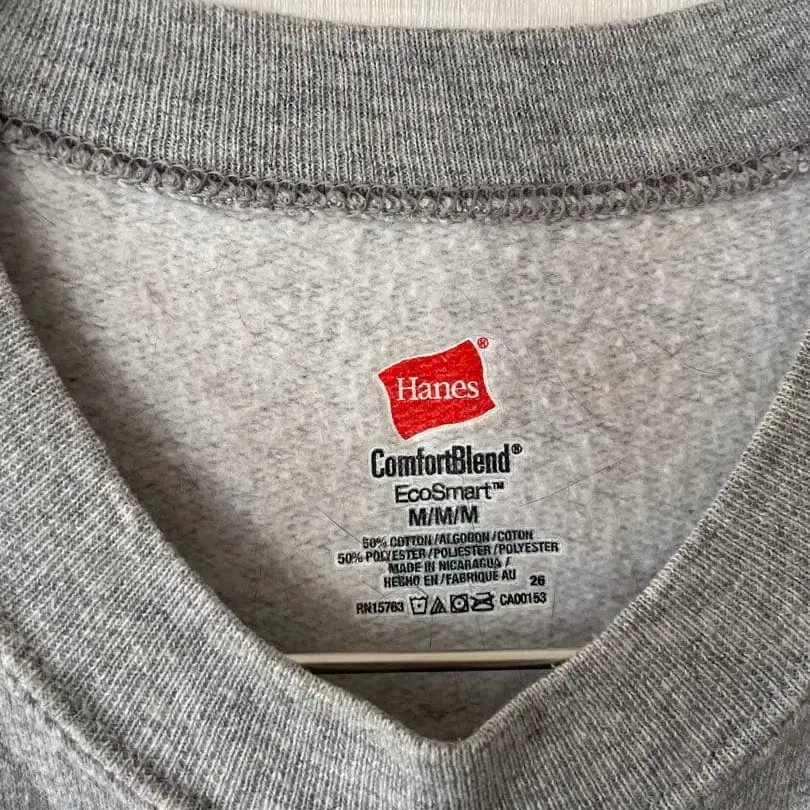 Hanes®
ComfortBlend®
EcoSmart™
M/M/M
50% COTTON/ALGODON/COTON
50% POLYESTER/POLIESTER/POLYESTER
MADE IN NICARAGUA/
HECHO EN/FABRIQUE AU 26
RN15763 CA00153